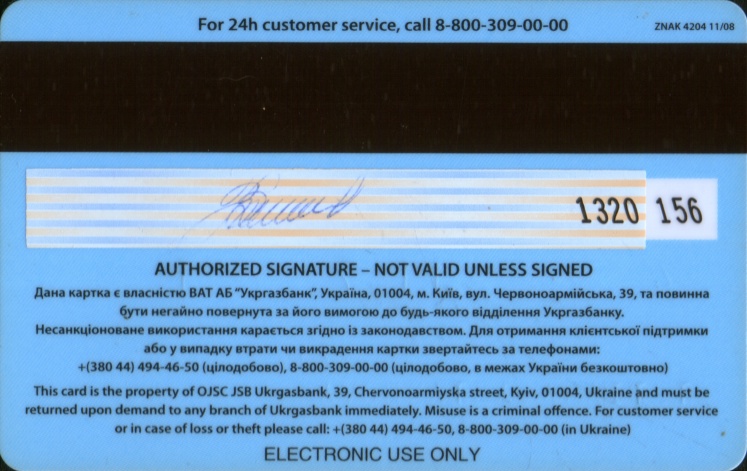 For 24h customer service, call 8-800-309-00-00
ZNAK 4204 11/08
1320 156
AUTHORIZED SIGNATURE – NOT VALID UNLESS SIGNED
Дана картка є власністю ВАТ АБ "Укргазбанк", Україна, 01004, м. Київ, вул. Червоноармійська, 39, та повинна
бути негайно повернута за його вимогою до будь-якого відділення Укргазбанку.
Несанкціоноване використання карається згідно із законодавством. Для отримання клієнтської підтримки
або у випадку втрати чи викрадення картки звертайтесь за телефонами:
+(380 44) 494-46-50 (цілодобово), 8-800-309-00-00 (цілодобово, в межах України безкоштовно)
This card is the property of OJSC JSB Ukrgasbank, 39, Chervonoarmiyska street, Kyiv, 01004, Ukraine and must be
returned upon demand to any branch of Ukrgasbank immediately. Misuse is a criminal offence. For customer service
or in case of loss or theft please call: +(380 44) 494-46-50, 8-800-309-00-00 (in Ukraine)
ELECTRONIC USE ONLY